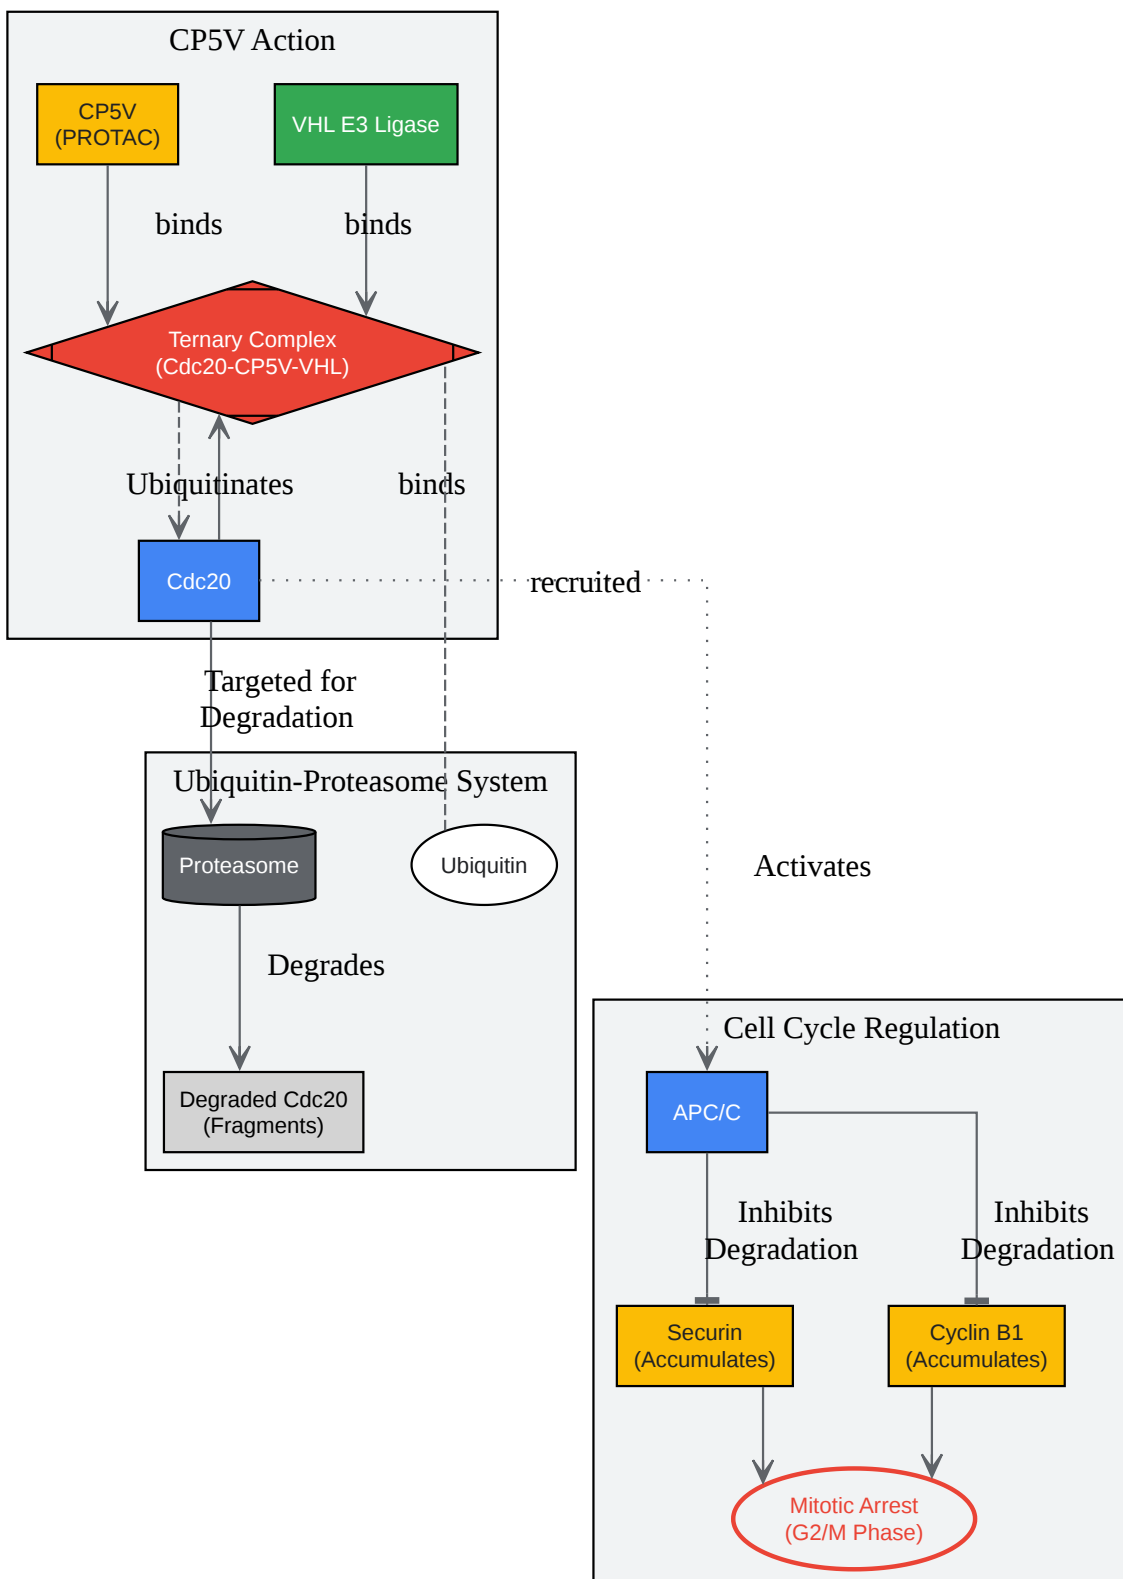 CP5V Action
CP5V
(PROTAC)
VHL E3 Ligase
binds
binds
Ternary Complex
(Cdc20-CP5V-VHL)
Ubiquitinates
binds
Cdc20
recruited
Targeted for
Degradation
Ubiquitin-Proteasome System
Proteasome
Ubiquitin
Activates
Degrades
Cell Cycle Regulation
Degraded Cdc20
(Fragments)
APC/C
Inhibits
Degradation
Inhibits
Degradation
Securin
(Accumulates)
Cyclin B1
(Accumulates)
Mitotic Arrest
(G2/M Phase)